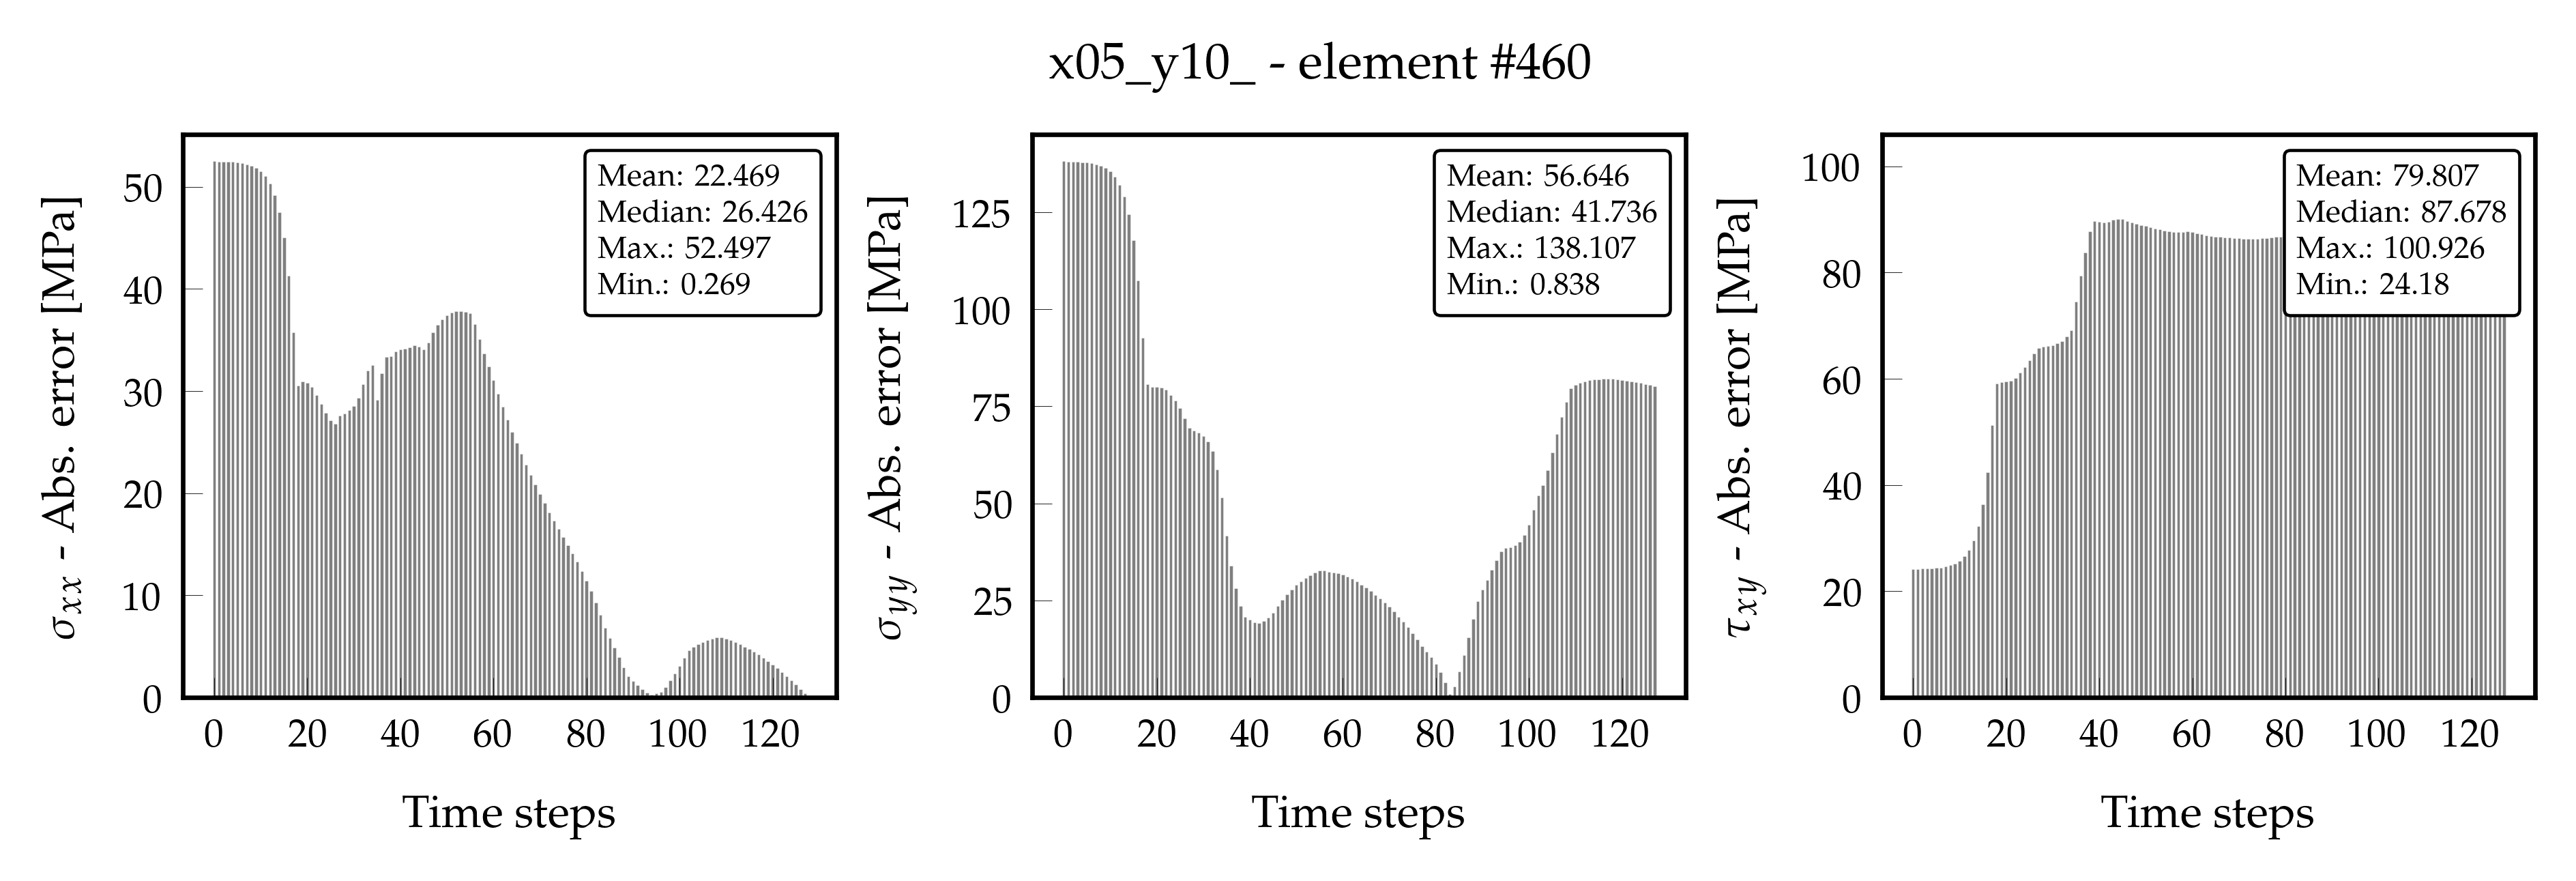 x05_y10_ - element #460
σxx - Abs. error [MPa]
50
40
30
20
10
0
Mean: 22.469
Median: 26.426
Max.: 52.497
Min.: 0.269
0 20 40 60 80 100 120
Time steps
σyy - Abs. error [MPa]
125
100
75
50
25
0
Mean: 56.646
Median: 41.736
Max.: 138.107
Min.: 0.838
0 20 40 60 80 100 120
Time steps
τxy - Abs. error [MPa]
100
80
60
40
20
0
Mean: 79.807
Median: 87.678
Max.: 100.926
Min.: 24.18
0 20 40 60 80 100 120
Time steps